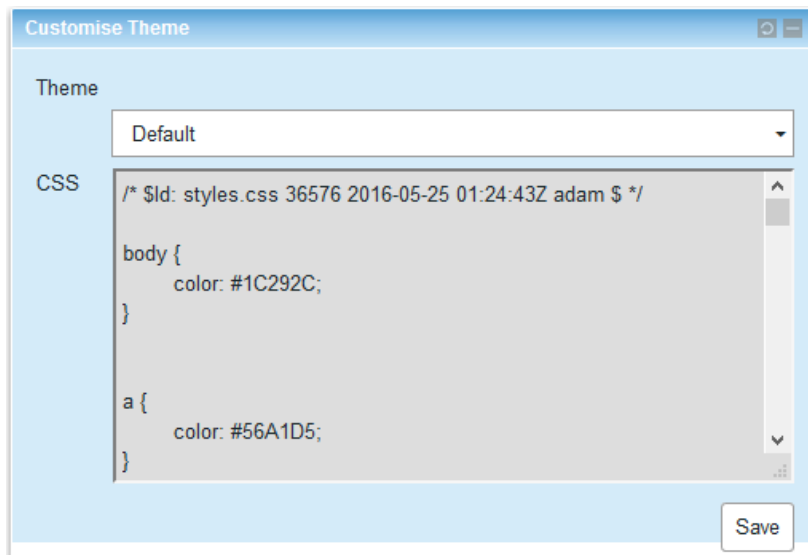 Customise Theme
Theme
Default
CSS
/* $Id: styles.css 36576 2016-05-25 01:24:43Z adam $ */
body {
color: #1C292C;
}
a {
color: #56A1D5;
}
Save